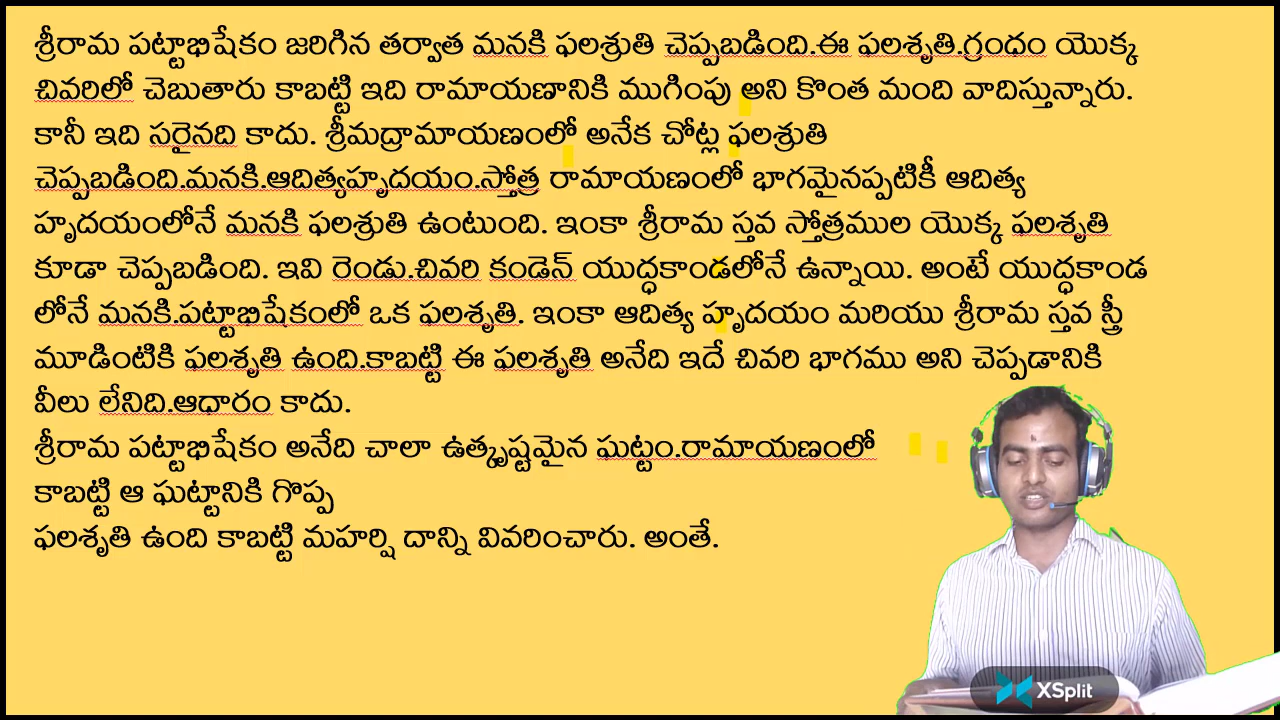 శ్రీరామ పట్టాభిషేకం జరిగిన తర్వాత మనకి ఫలశ్రుతి చెప్పబడింది.ఈ ఫలశృతి.గ్రందం యొక్క
చివరిలో చెబుతారు కాబట్టి ఇది రామాయణానికి ముగింపు అని కొంత మంది వాదిస్తున్నారు.
కానీ ఇది సరైనది కాదు. శ్రీమద్రామాయణంలో అనేక చోట్ల ఫలశ్రుతి
చెప్పబడింది.మనకి.ఆదిత్యహృదయం.స్తోత్ర రామాయణంలో భాగమైనప్పటికీ ఆదిత్య
హృదయంలోనే మనకి ఫలశ్రుతి ఉంటుంది. ఇంకా శ్రీరామ స్తవ స్తోత్రముల యొక్క ఫలశృతి
కూడా చెప్పబడింది. ఇవి రెండు.చివరి కండెన్ యుద్ధకాండలోనే ఉన్నాయి. అంటే యుద్ధకాండ
లోనే మనకి.పట్టాభిషేకంలో ఒక ఫలశృతి. ఇంకా ఆదిత్య హృదయం మరియు శ్రీరామ స్తవ స్త్రీ
మూడింటికి ఫలశృతి ఉంది.కాబట్టి ఈ ఫలశృతి అనేది ఇదే చివరి భాగము అని చెప్పడానికి
వీలు లేనిది.ఆధారం కాదు.
శ్రీరామ పట్టాభిషేకం అనేది చాలా ఉత్కృష్టమైన ఘట్టం.రామాయణంలో
కాబట్టి ఆ ఘట్టానికి గొప్ప
ఫలశృతి ఉంది కాబట్టి మహర్షి దాన్ని వివరించారు. అంతే.
XSplit